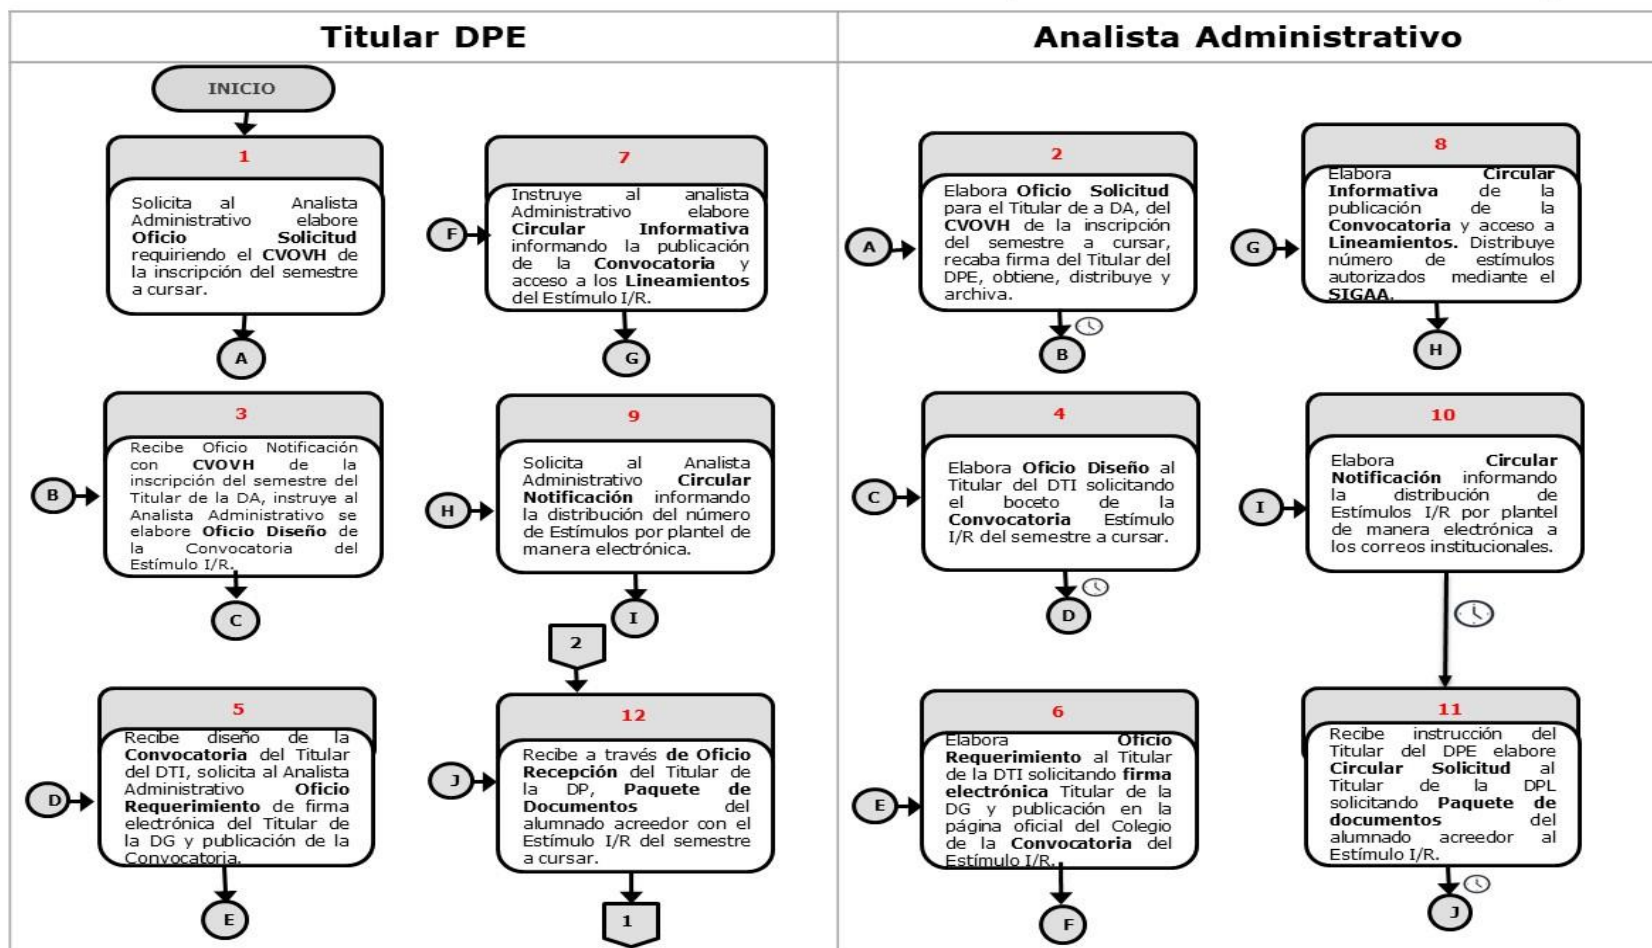 Titular DPE
Analista Administrativo
INICIO
1
Solicita al Analista
Administrativo elabore
Oficio Solicitud
requiriendo el CVOVH de
la inscripción del semestre
a cursar.
A
B
3
Recibe Oficio Notificación
con CVOVH de la
inscripción del semestre del
Titular de la DA, instruye al
Analista Administrativo se
elabore Oficio Diseño de
la Convocatoria del
Estímulo I/R.
C
D
5
Recibe diseño de la
Convocatoria del Titular
del DTI, solicita al Analista
Administrativo Oficio
Requerimiento de firma
electrónica del Titular de
la DG y publicación de la
Convocatoria.
E
F
7
Instruye al analista
Administrativo elabore
Circular Informativa
informando la publicación
de la Convocatoria y
acceso a los Lineamientos
del Estímulo I/R.
G
H
9
Solicita al Analista
Administrativo Circular
Notificación informando
la distribución del número
de Estímulos por plantel de
manera electrónica.
I
2
J
12
Recibe a través de Oficio
Recepción del Titular de
la DP, Paquete de
Documentos del
alumnado acreedor con el
Estímulo I/R del semestre
a cursar.
1
A
2
Elabora Oficio Solicitud
para el Titular de a DA, del
CVOVH de la inscripción
del semestre a cursar,
recaba firma del Titular del
DPE, obtiene, distribuye y
archiva.
B
C
4
Elabora Oficio Diseño al
Titular del DTI solicitando
el boceto de la
Convocatoria Estímulo
I/R del semestre a cursar.
D
E
6
Elabora Oficio
Requerimiento al Titular
de la DTI solicitando firma
electrónica Titular de la
DG y publicación en la
página oficial del Colegio
de la Convocatoria del
Estímulo I/R.
F
G
8
Elabora Circular
Informativa de la
publicación de la
Convocatoria y acceso a
Lineamientos. Distribuye
número de estímulos
autorizados mediante el
SIGAA.
H
I
10
Elabora Circular
Notificación informando
la distribución de
Estímulos I/R por plantel
de manera electrónica a
los correos institucionales.
11
Recibe instrucción del
Titular del DPE elabore
Circular Solicitud al
Titular de la DPL
solicitando Paquete de
documentos del
alumnado acreedor al
Estímulo I/R.
J